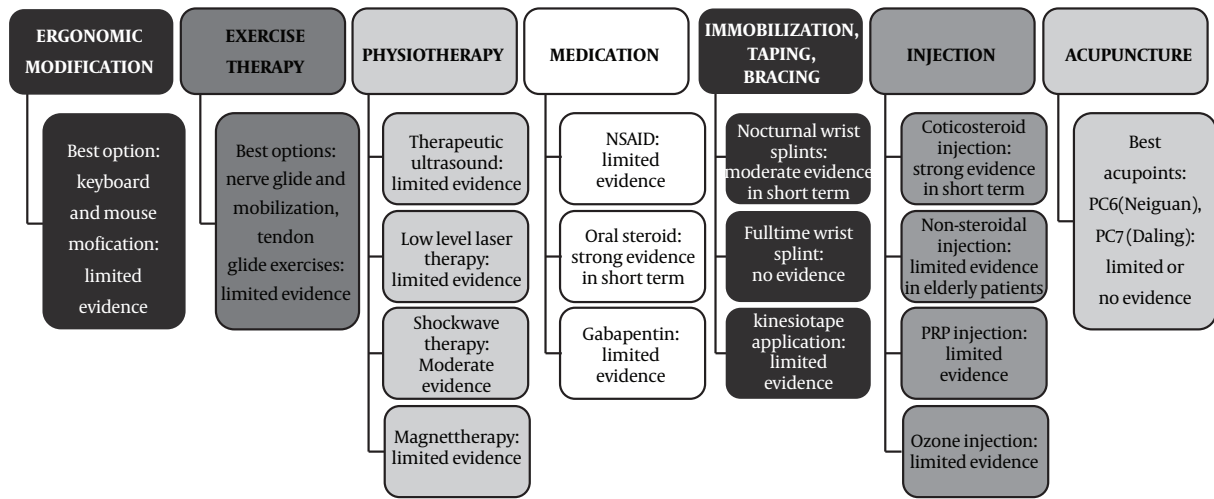 ERGONOMIC
MODIFICATION
Best option:
keyboard
and mouse
mofication:
limited
evidence
EXERCISE
THERAPY
Best options:
nerve glide and
mobilization,
tendon
glide exercises:
limited evidence
PHYSIOTHERAPY
Therapeutic
ultrasound:
limited evidence
Low level laser
therapy:
limited evidence
Shockwave
therapy:
Moderate
evidence
Magnettherapy:
limited evidence
MEDICATION
NSAID:
limited
evidence
Oral steroid:
strong evidence
in short term
Gabapentin:
limited
evidence
IMMOBILIZATION,
TAPING,
BRACING
Nocturnal wrist
splints:
moderate evidence
in short term
Fulltime wrist
splint:
no evidence
kinesiotape
application:
limited
evidence
INJECTION
Coticosteroid
injection:
strong evidence
in short term
Non-steroidal
injection:
limited evidence
in elderly patients
PRP injection:
limited
evidence
Ozone injection:
limited evidence
ACUPUNCTURE
Best
acupoints:
PC6(Neiguan),
PC7 (Daling):
limited or
no evidence